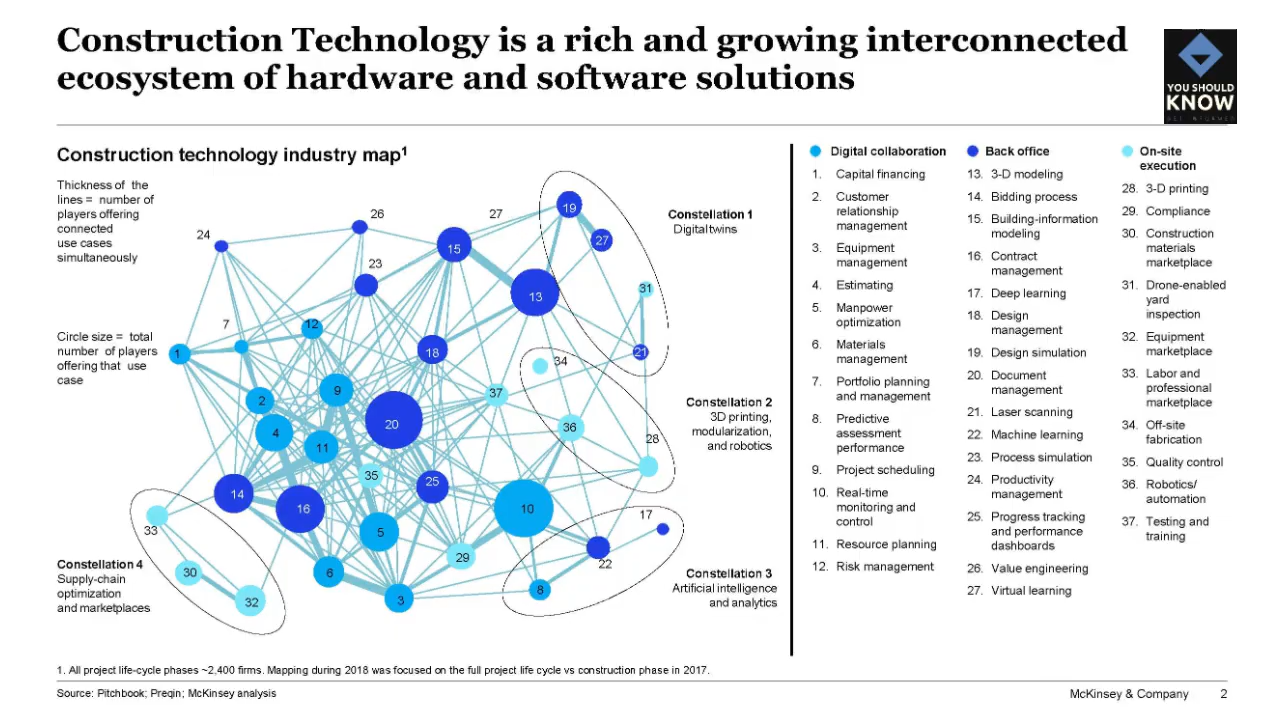 Construction Technology is a rich and growing interconnected
ecosystem of hardware and software solutions
YOU SHOULD
KNOW
Construction technology industry map1
Thickness of the
lines = number of
players offering
connected
use cases
simultaneously
Circle size = total
number of players
offering that use
case
24
26
27
19
15
27
23
13
31
7
12
1
18
21
34
9
37
2
20
36
4
11
28
35
25
14
16
10
17
33
5
29
22
30
6
8
32
3
Constellation 1
Digital twins
Constellation 2
3D printing,
modularization,
and robotics
Constellation 3
Artificial intelligence
and analytics
Constellation 4
Supply-chain
optimization
and marketplaces
Digital collaboration
1. Capital financing
2. Customer
relationship
management
3. Equipment
management
4. Estimating
5. Manpower
optimization
6. Materials
management
7. Portfolio planning
and management
8. Predictive
assessment
performance
9. Project scheduling
10. Real-time
monitoring and
control
11. Resource planning
12. Risk management
Back office
13. 3-D modeling
14. Bidding process
15. Building-information
modeling
16. Contract
management
17. Deep learning
18. Design
management
19. Design simulation
20. Document
management
21. Laser scanning
22. Machine learning
23. Process simulation
24. Productivity
management
25. Progress tracking
and performance
dashboards
26. Value engineering
27. Virtual learning
On-site
execution
28. 3-D printing
29. Compliance
30. Construction
materials
marketplace
31. Drone-enabled
yard
inspection
32. Equipment
marketplace
33. Labor and
professional
marketplace
34. Off-site
fabrication
35. Quality control
36. Robotics/
automation
37. Testing and
training
1. All project life-cycle phases ~2,400 firms. Mapping during 2018 was focused on the full project life cycle vs construction phase in 2017.
Source: Pitchbook; Preqin; McKinsey analysis
McKinsey & Company 2